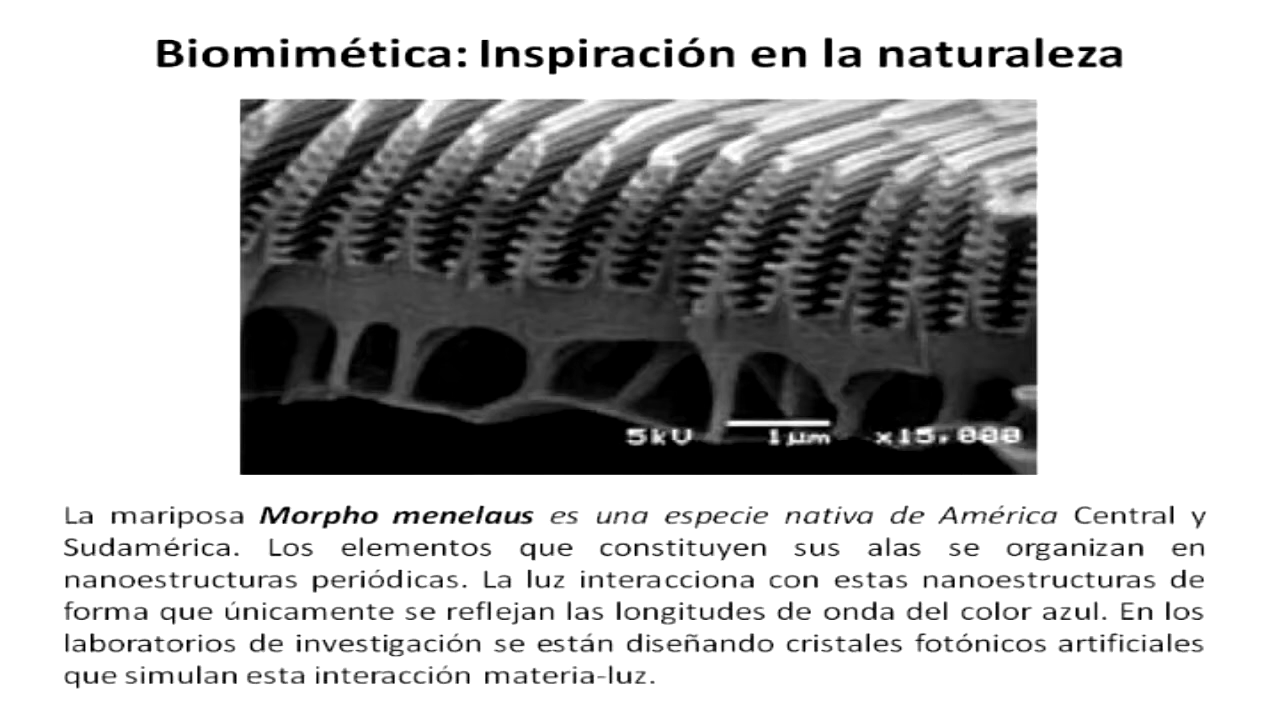 Biomimética: Inspiración en la naturaleza
5kV 1µm x15,000
La mariposa Morpho menelaus es una especie nativa de América Central y
Sudamérica. Los elementos que constituyen sus alas se organizan en
nanoestructuras periódicas. La luz interacciona con estas nanoestructuras de
forma que únicamente se reflejan las longitudes de onda del color azul. En los
laboratorios de investigación se están diseñando cristales fotónicos artificiales
que simulan esta interacción materia-luz.